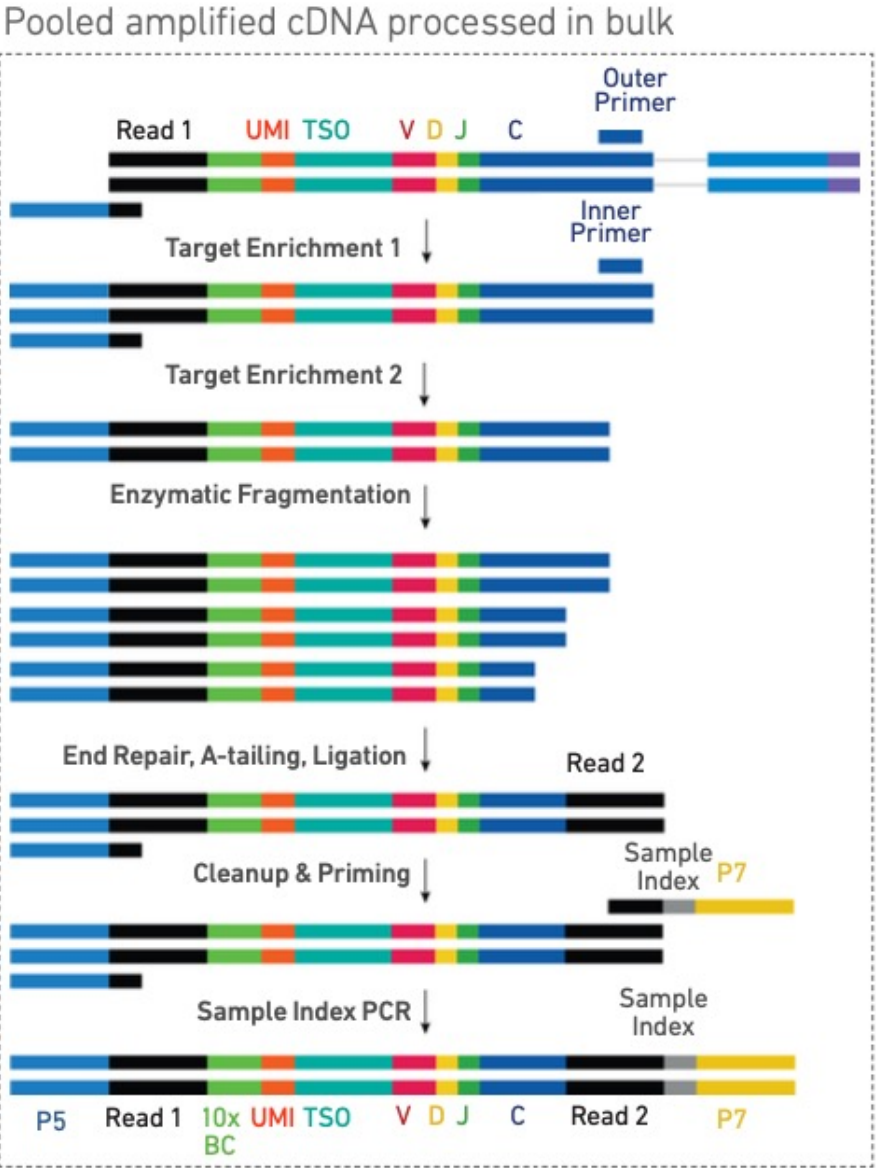 Pooled amplified cDNA processed in bulk
Outer
Primer
Read 1 UMI TSO V D J C
Inner
Primer
Target Enrichment 1
Target Enrichment 2
Enzymatic Fragmentation
End Repair, A-tailing, Ligation
Read 2
Cleanup & Priming
Sample
Index P7
Sample Index PCR
Sample
Index
P5 Read 1 10x UMI TSO V D J C Read 2 P7
BC